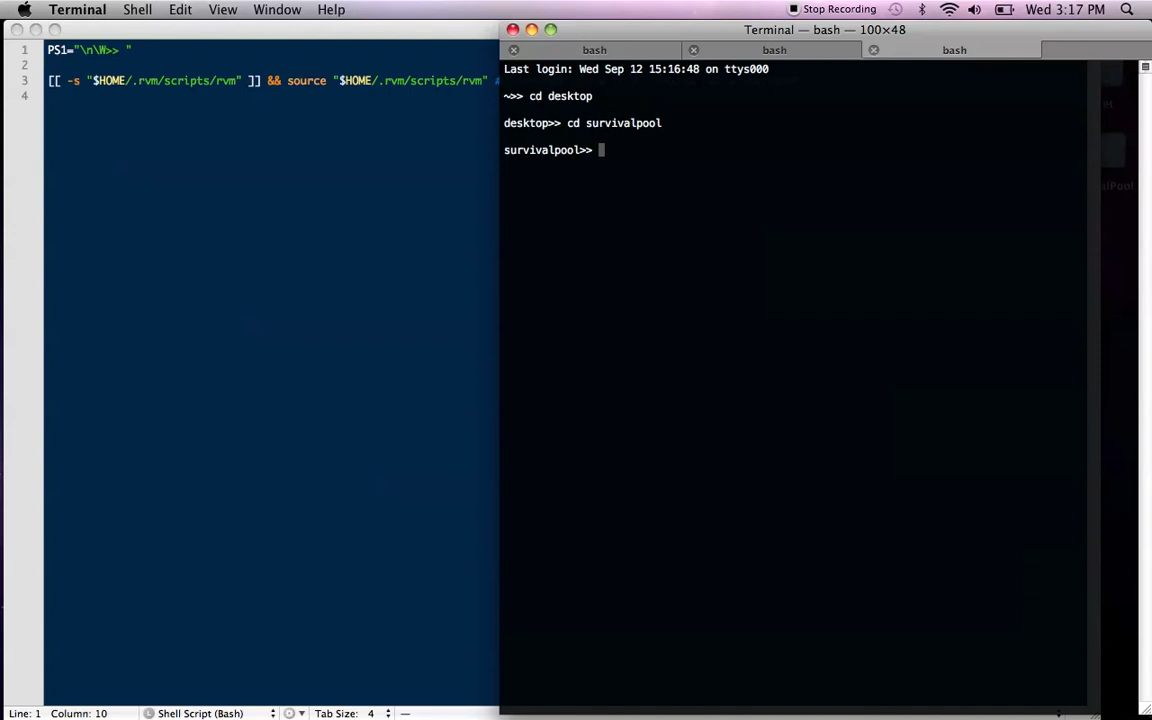 Terminal Shell Edit View Window Help Stop Recording Wed 3:17 PM
Terminal — bash — 100×48
bash bash bash
1 PS1="\n\W>> "
2
3 [[ -s "$HOME/.rvm/scripts/rvm" ]] && source "$HOME/.rvm/scripts/rvm" #
4
Last login: Wed Sep 12 15:16:48 on ttys000
~>> cd desktop
desktop>> cd survivalpool
survivalpool>>
alPool
Line: 1 Column: 10 Shell Script (Bash) Tab Size: 4 —